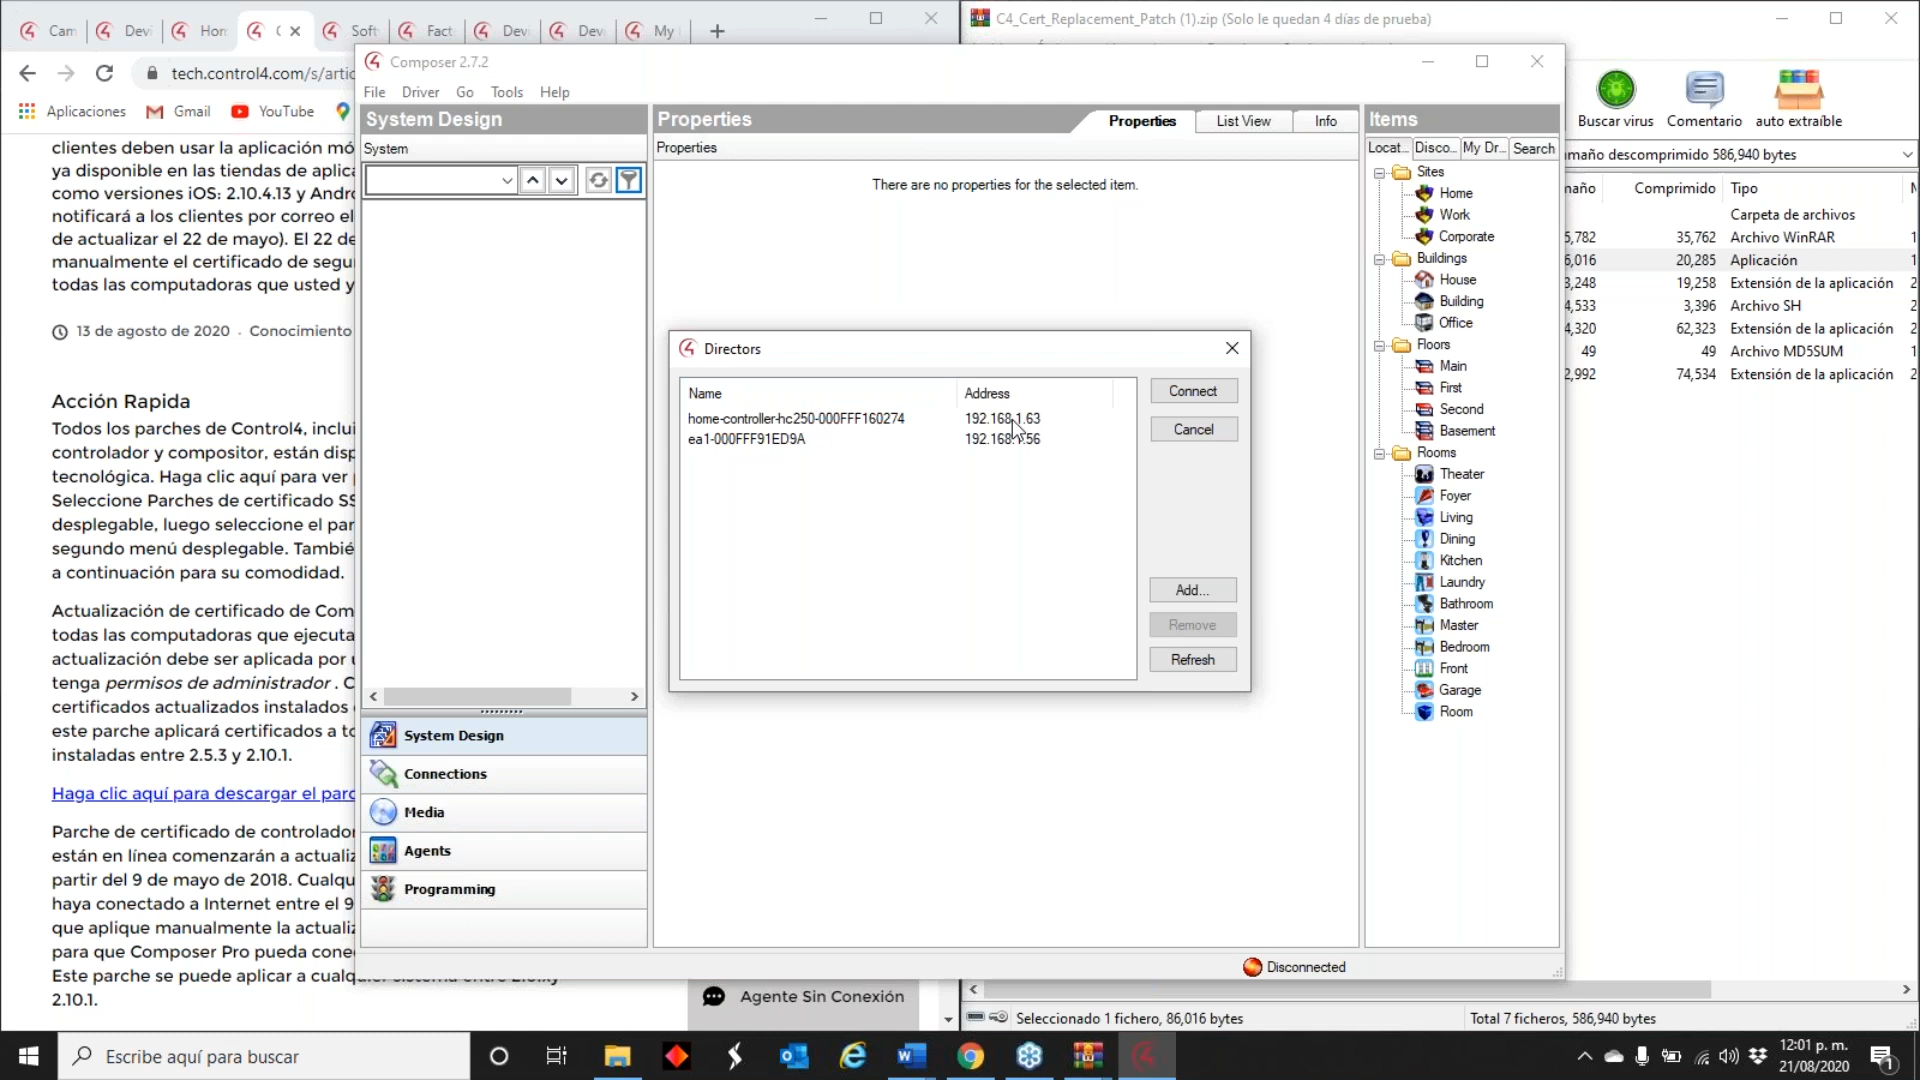 Cam
Devi
Hor
Soft
Fact
Dev
Dev
My
C4_Cert_Replacement_Patch (1).zip (Solo le quedan 4 días de prueba)
tech.control4.com/s/artic
Aplicaciones
Gmail
YouTube
clientes deben usar la aplicación mó
ya disponible en las tiendas de aplica
como versiones iOS: 2.10.4.13 y Andro
notificará a los clientes por correo el
de actualizar el 22 de mayo). El 22 de
manualmente el certificado de segu
todas las computadoras que usted y
13 de agosto de 2020 · Conocimiento
Acción Rapida
Todos los parches de Control4, inclui
controlador y compositor, están disp
tecnológica. Haga clic aquí para ver
Seleccione Parches de certificado SS
desplegable, luego seleccione el par
segundo menú desplegable. Tambié
a continuación para su comodidad.
Actualización de certificado de Com
todas las computadoras que ejecuta
actualización debe ser aplicada por u
tenga permisos de administrador . C
certificados actualizados instalados
este parche aplicará certificados a to
instaladas entre 2.5.3 y 2.10.1.
Haga clic aquí para descargar el parc
Parche de certificado de controlador
están en línea comenzarán a actualiz
partir del 9 de mayo de 2018. Cualqu
haya conectado a Internet entre el 9
que aplique manualmente la actualiz
para que Composer Pro pueda cone
Este parche se puede aplicar a cualqu
2.10.1.
Agente Sin Conexión
Composer 2.7.2
File
Driver
Go
Tools
Help
System Design
System
Properties
Properties
List View
Info
Properties
There are no properties for the selected item.
Directors
Name
Address
home-controller-hc250-000FFF160274
192.168.1.63
ea1-000FFF91ED9A
192.168.1.56
Connect
Cancel
Add...
Remove
Refresh
System Design
Connections
Media
Agents
Programming
Disconnected
Items
Locat...
Disco...
My Dr...
Search
Sites
Home
Work
Corporate
Buildings
House
Building
Office
Floors
Main
First
Second
Basement
Rooms
Theater
Foyer
Living
Dining
Kitchen
Laundry
Bathroom
Master
Bedroom
Front
Garage
Room
Buscar virus
Comentario
auto extraíble
maño descomprimido 586,940 bytes
maño
Comprimido
Tipo
Carpeta de archivos
5,782
35,762
Archivo WinRAR
6,016
20,285
Aplicación
3,248
19,258
Extensión de la aplicación
4,533
3,396
Archivo SH
4,320
62,323
Extensión de la aplicación
49
49
Archivo MD5SUM
2,992
74,534
Extensión de la aplicación
Seleccionado 1 fichero, 86,016 bytes
Total 7 ficheros, 586,940 bytes
Escribe aquí para buscar
12:01 p. m.
21/08/2020
1